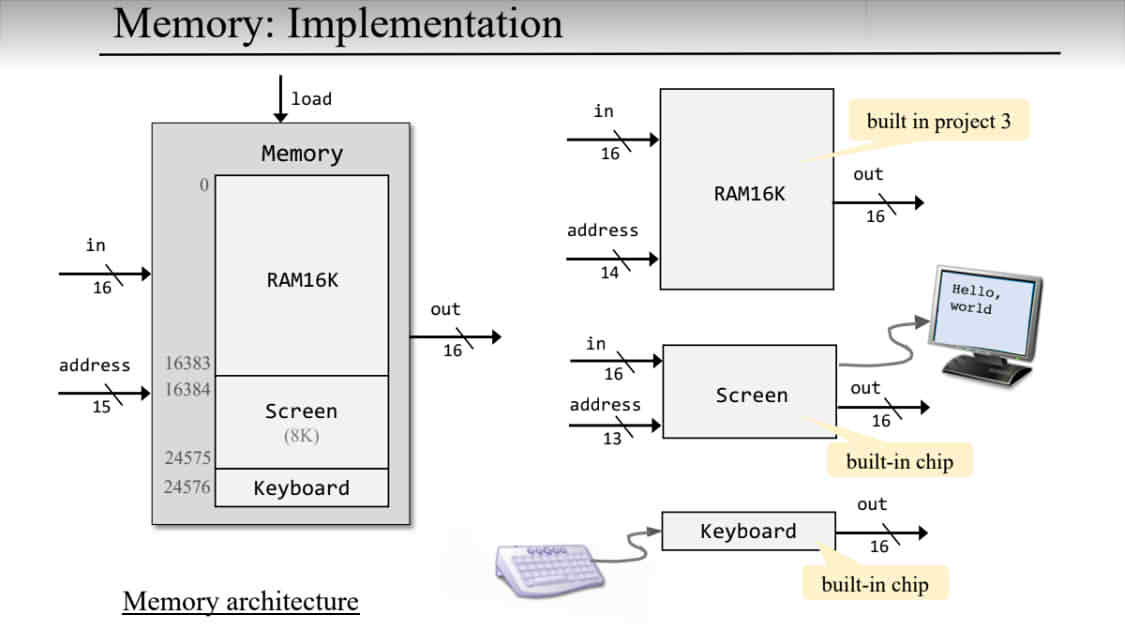 Memory: Implementation
load
Memory
0
in
16
RAM16K
out
16
address
15
16383
16384
Screen
(8K)
24575
24576
Keyboard
Memory architecture
in
16
built in project 3
RAM16K
out
16
address
14
Hello,
world
in
16
Screen
out
16
address
13
built-in chip
Keyboard
out
16
built-in chip